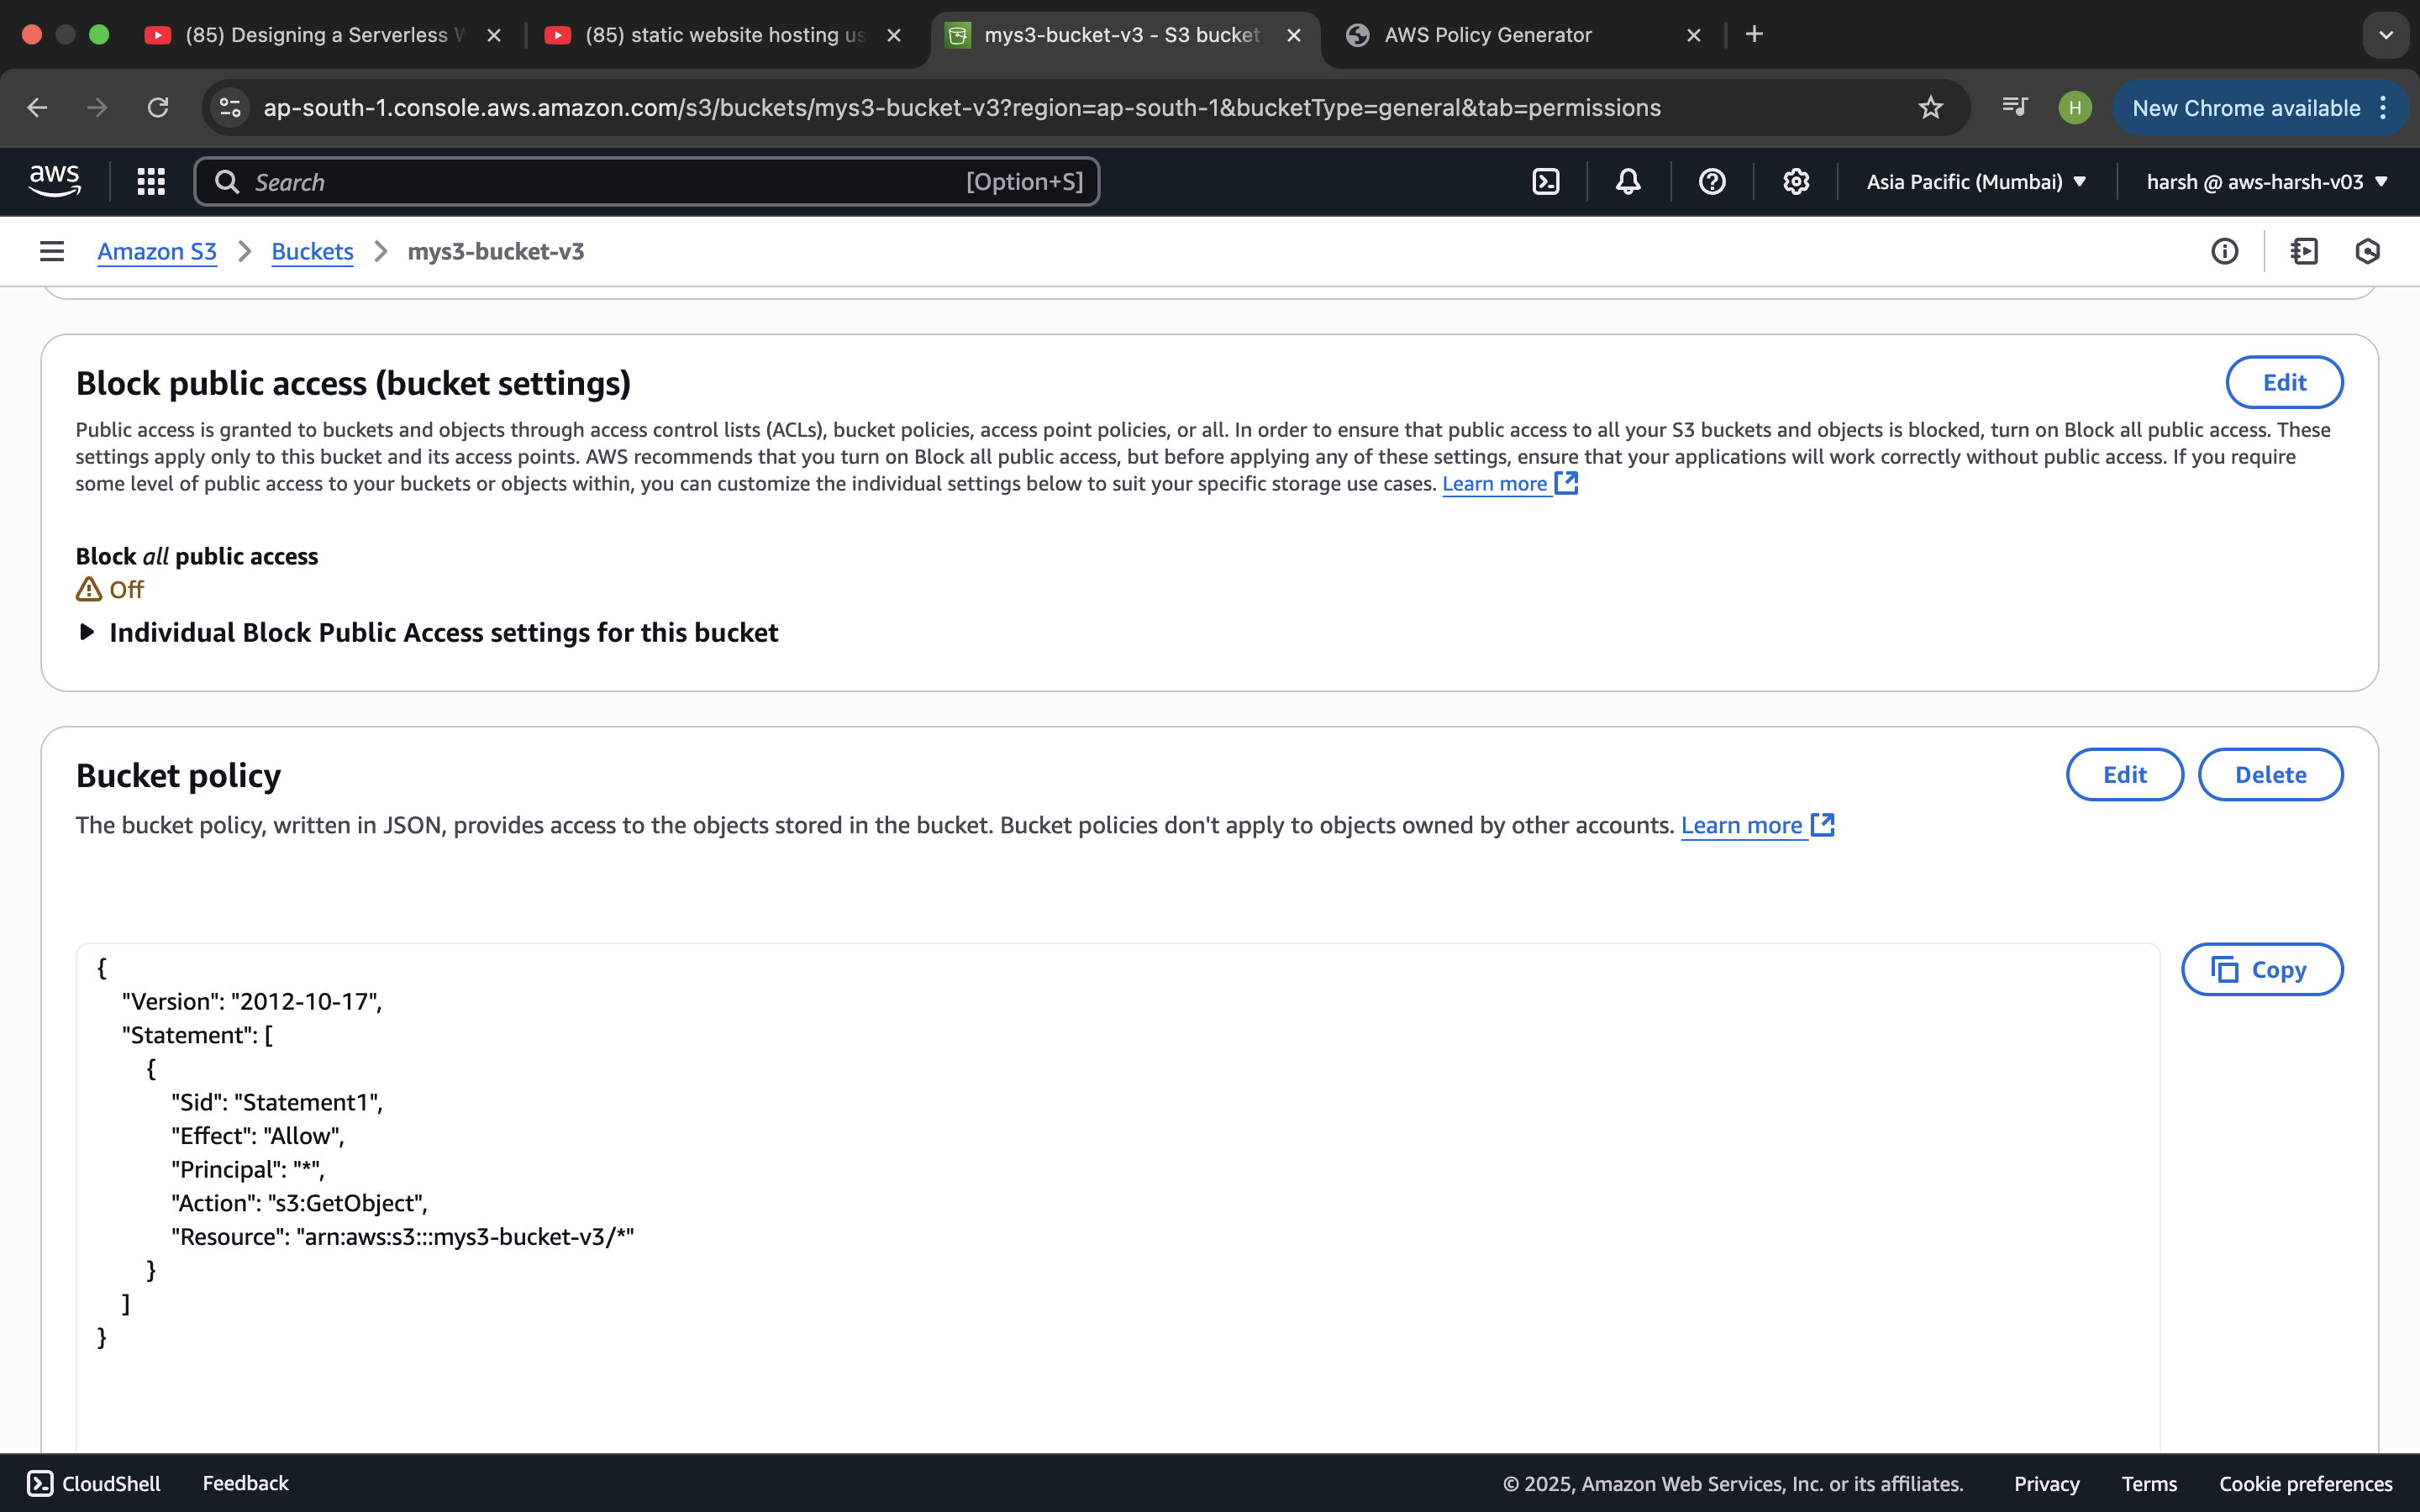 (85) Designing a Serverless W
(85) static website hosting us
mys3-bucket-v3 - S3 bucket
AWS Policy Generator
ap-south-1.console.aws.amazon.com/s3/buckets/mys3-bucket-v3?region=ap-south-1&bucketType=general&tab=permissions
H
New Chrome available
aws
Search
[Option+S]
Asia Pacific (Mumbai)
harsh @ aws-harsh-v03
Amazon S3
Buckets
mys3-bucket-v3
Block public access (bucket settings)
Edit
Public access is granted to buckets and objects through access control lists (ACLs), bucket policies, access point policies, or all. In order to ensure that public access to all your S3 buckets and objects is blocked, turn on Block all public access. These
settings apply only to this bucket and its access points. AWS recommends that you turn on Block all public access, but before applying any of these settings, ensure that your applications will work correctly without public access. If you require
some level of public access to your buckets or objects within, you can customize the individual settings below to suit your specific storage use cases. Learn more
Block all public access
Off
Individual Block Public Access settings for this bucket
Bucket policy
Edit
Delete
The bucket policy, written in JSON, provides access to the objects stored in the bucket. Bucket policies don't apply to objects owned by other accounts. Learn more
Copy
{
"Version": "2012-10-17",
"Statement": [
{
"Sid": "Statement1",
"Effect": "Allow",
"Principal": "*",
"Action": "s3:GetObject",
"Resource": "arn:aws:s3:::mys3-bucket-v3/*"
}
]
}
CloudShell
Feedback
© 2025, Amazon Web Services, Inc. or its affiliates.
Privacy
Terms
Cookie preferences